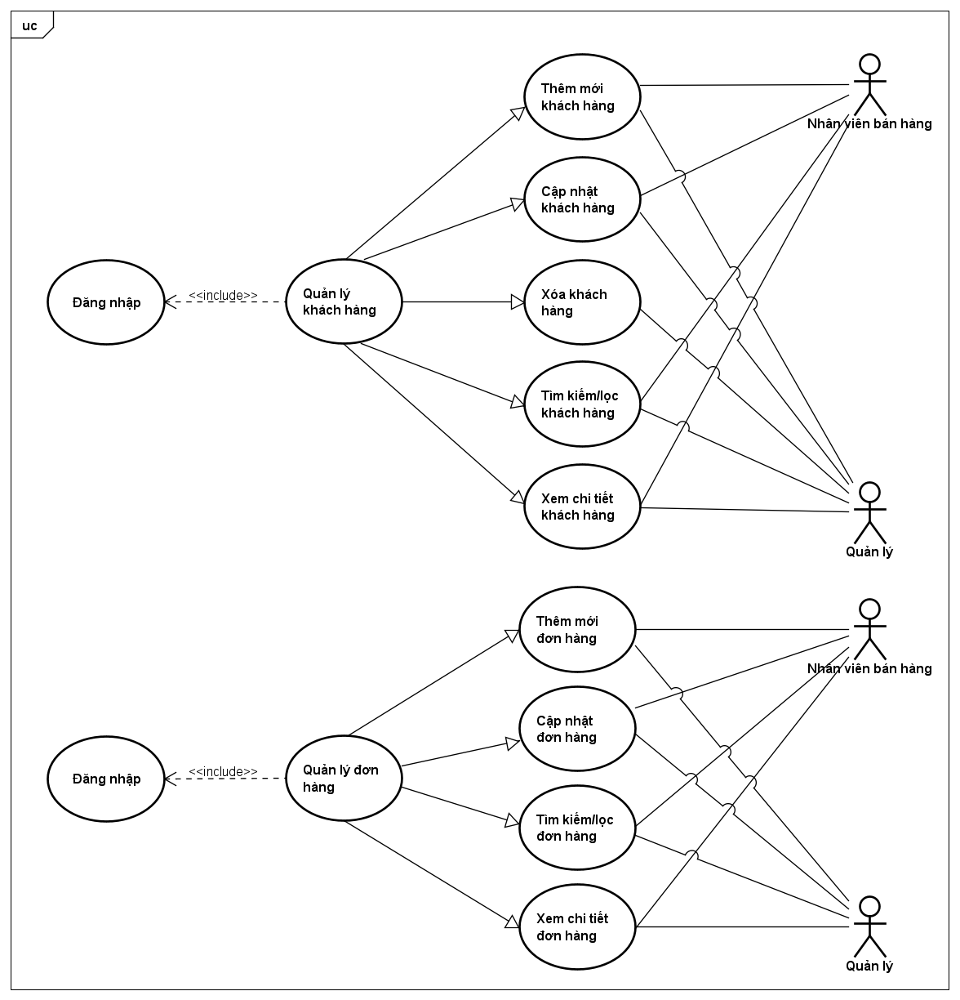 uc
Thêm mới
khách hàng
Nhân viên bán hàng
Cập nhật
khách hàng
Đăng nhập
<<include>>
Quản lý
khách hàng
Xóa khách
hàng
Tìm kiếm/lọc
khách hàng
Xem chi tiết
khách hàng
Quản lý
Thêm mới
đơn hàng
Nhân viên bán hàng
Cập nhật
đơn hàng
Đăng nhập
<<include>>
Quản lý đơn
hàng
Tìm kiếm/lọc
đơn hàng
Xem chi tiết
đơn hàng
Quản lý